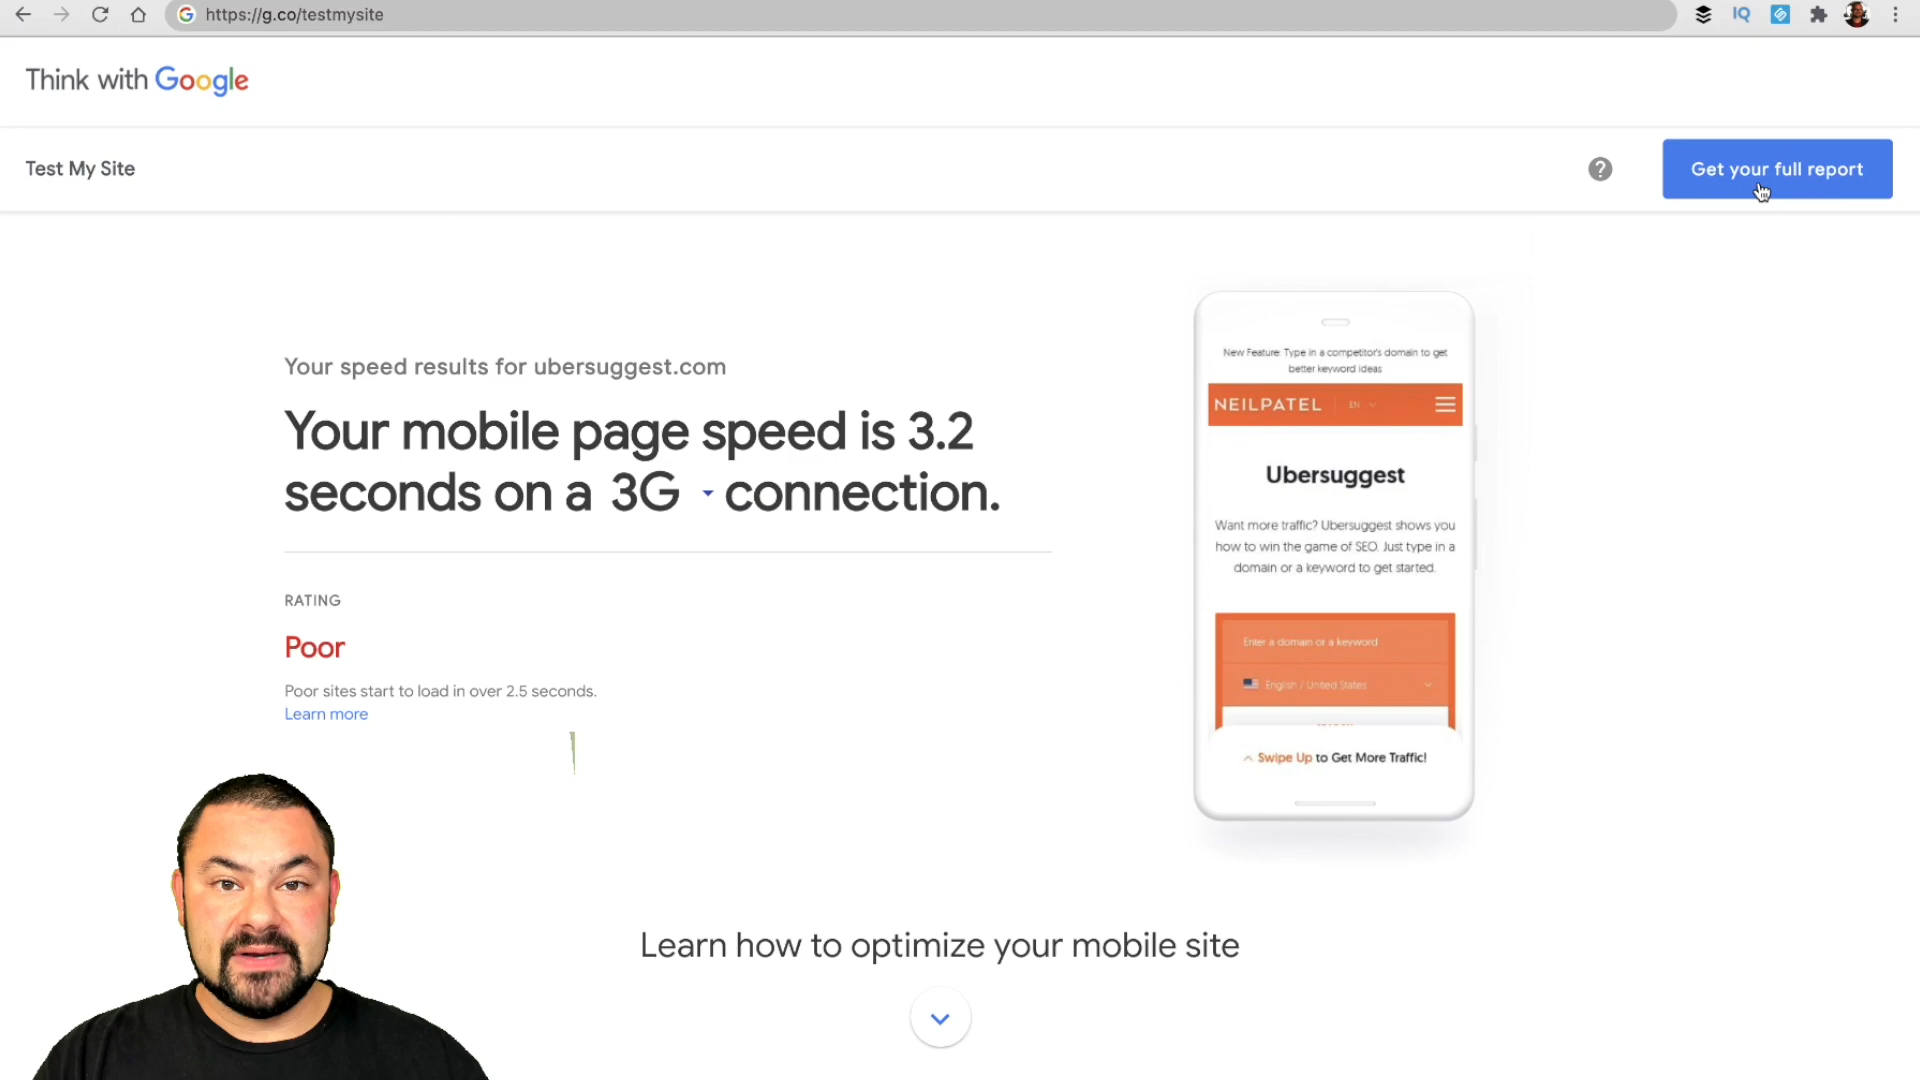 https://g.co/testmysite
IQ
Think with Google
Test My Site
?
Get your full report
Your speed results for ubersuggest.com
Your mobile page speed is 3.2
seconds on a 3G connection.
RATING
Poor
Poor sites start to load in over 2.5 seconds.
Learn more
New Feature: Type in a competitor's domain to get
better keyword ideas
NEILPATEL EN
Ubersuggest
Want more traffic? Ubersuggest shows you
how to win the game of SEO. Just type in a
domain or a keyword to get started.
Enter a domain or a keyword
English / United States
Swipe Up to Get More Traffic!
Learn how to optimize your mobile site